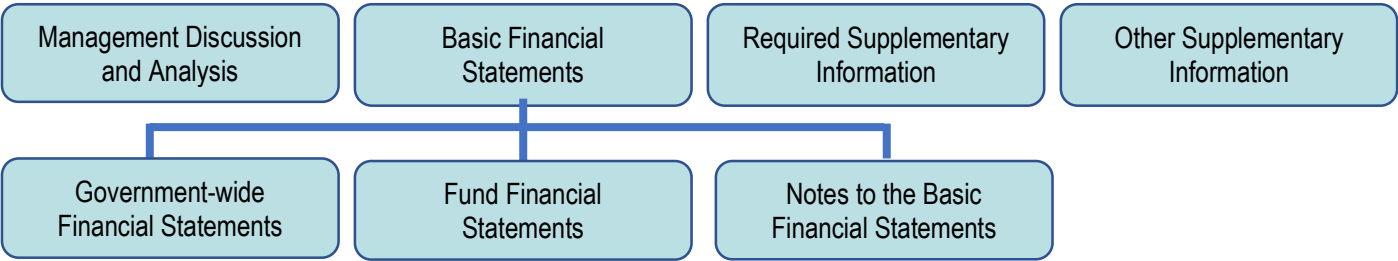 Management Discussion
and Analysis
Basic Financial
Statements
Required Supplementary
Information
Other Supplementary
Information
Government-wide
Financial Statements
Fund Financial
Statements
Notes to the Basic
Financial Statements